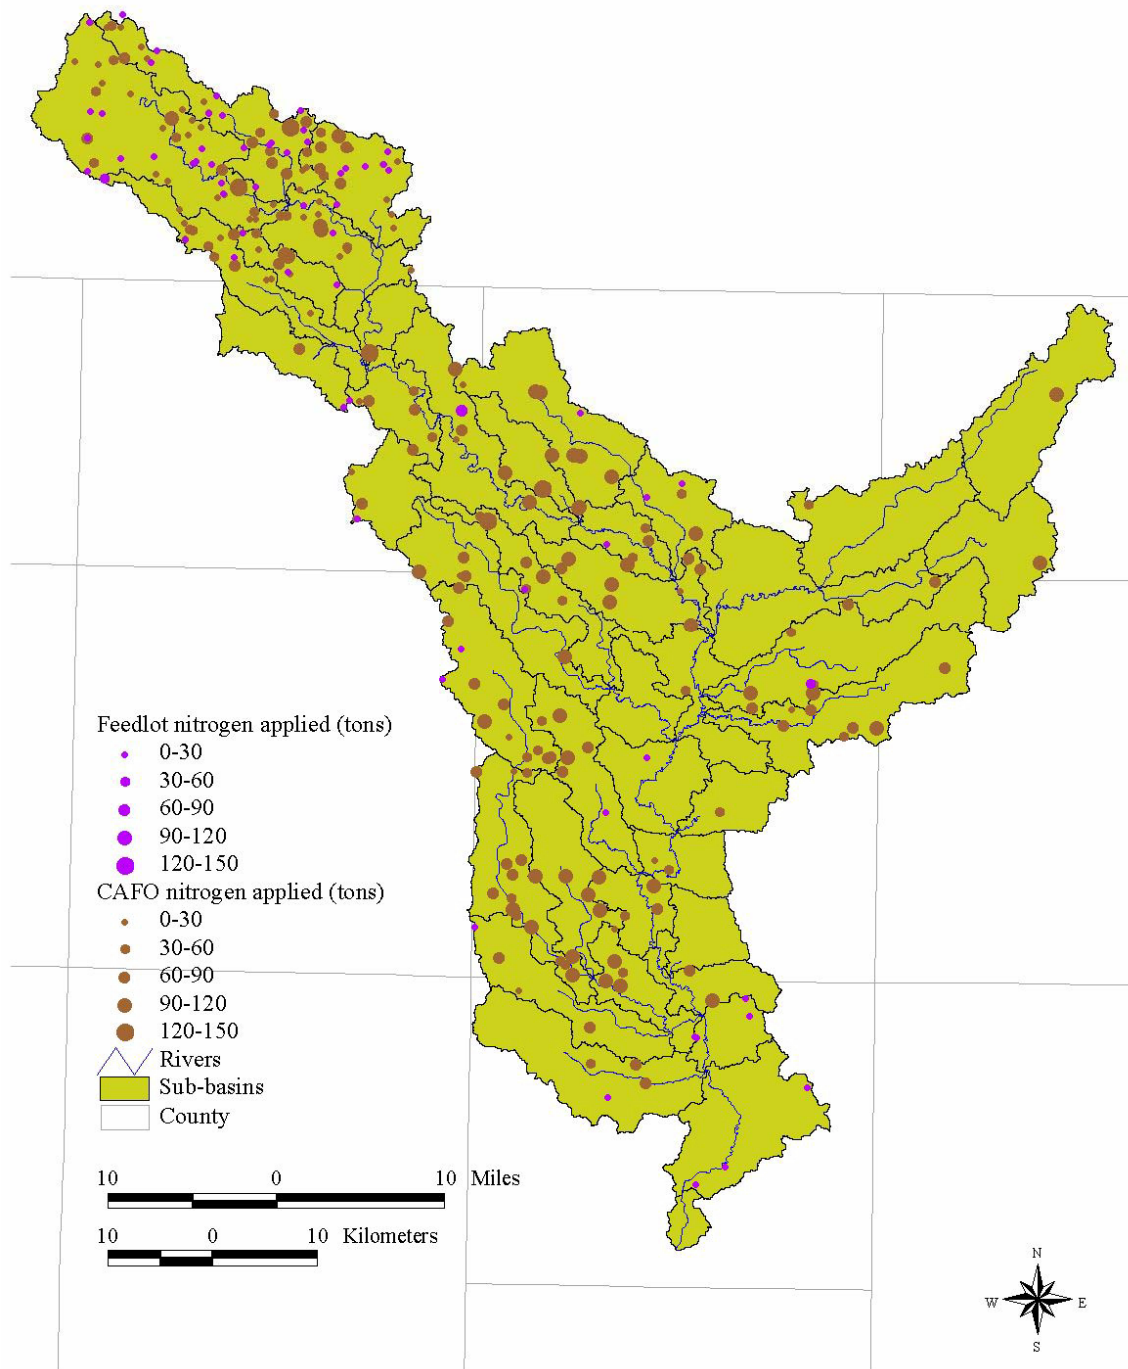 Feedlot nitrogen applied (tons)
0-30
30-60
60-90
90-120
120-150
CAFO nitrogen applied (tons)
0-30
30-60
60-90
90-120
120-150
Rivers
Sub-basins
County
10 0 10 Miles
10 0 10 Kilometers
N
W E
S